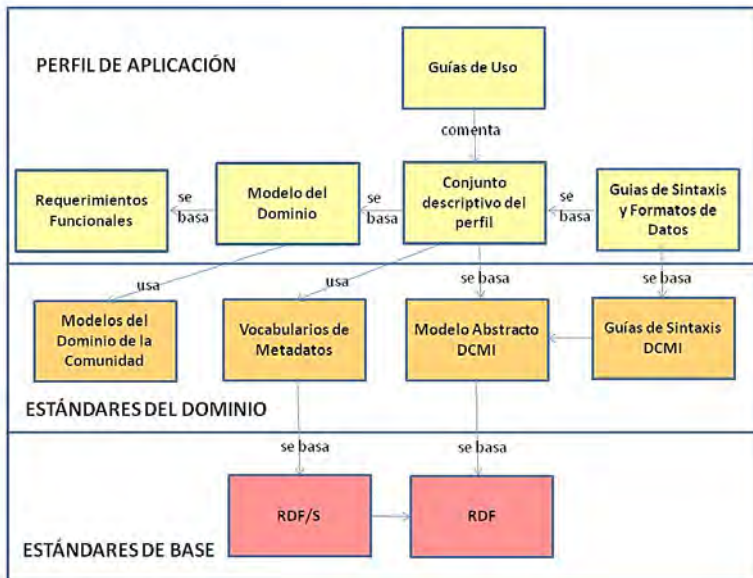 PERFIL DE APLICACIÓN
Guías de Uso
comenta
Requerimientos
Funcionales
se
basa
Modelo del
Dominio
se
basa
Conjunto
descriptivo del
perfil
se
basa
Guias de Sintaxis
y Formatos de
Datos
usa
usa
se basa
se basa
Modelos del
Dominio de la
Comunidad
Vocabularios de
Metadatos
Modelo Abstracto
DCMI
Guías de Sintaxis
DCMI
ESTÁNDARES DEL DOMINIO
se basa
se basa
RDF/S
RDF
ESTÁNDARES DE BASE